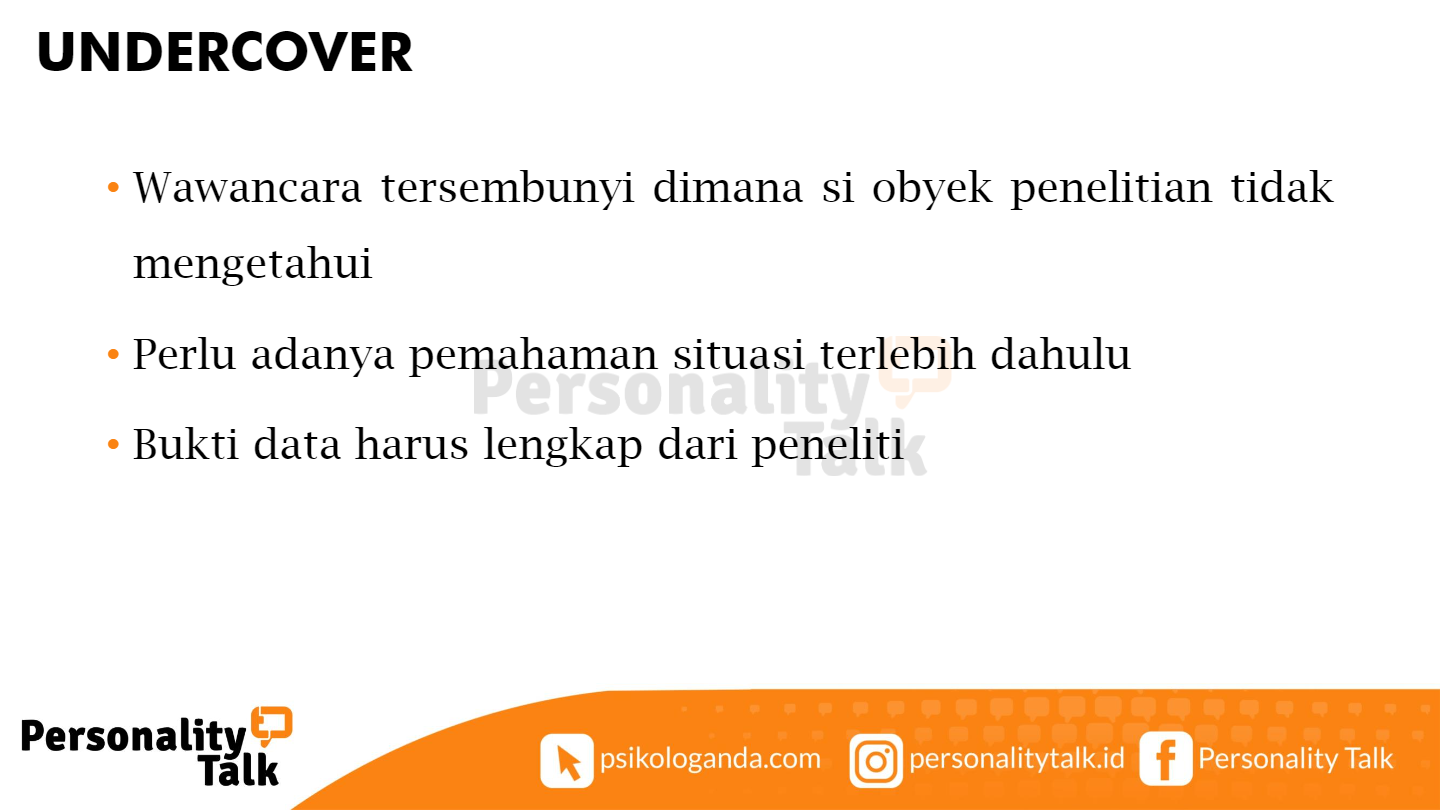 UNDERCOVER
• Wawancara tersembunyi dimana si obyek penelitian tidak
mengetahui
• Perlu adanya pemahaman situasi terlebih dahulu
• Bukti data harus lengkap dari peneliti
Personality
Talk
Personality
Talk
psikologanda.com
personalitytalk.id
Personality Talk